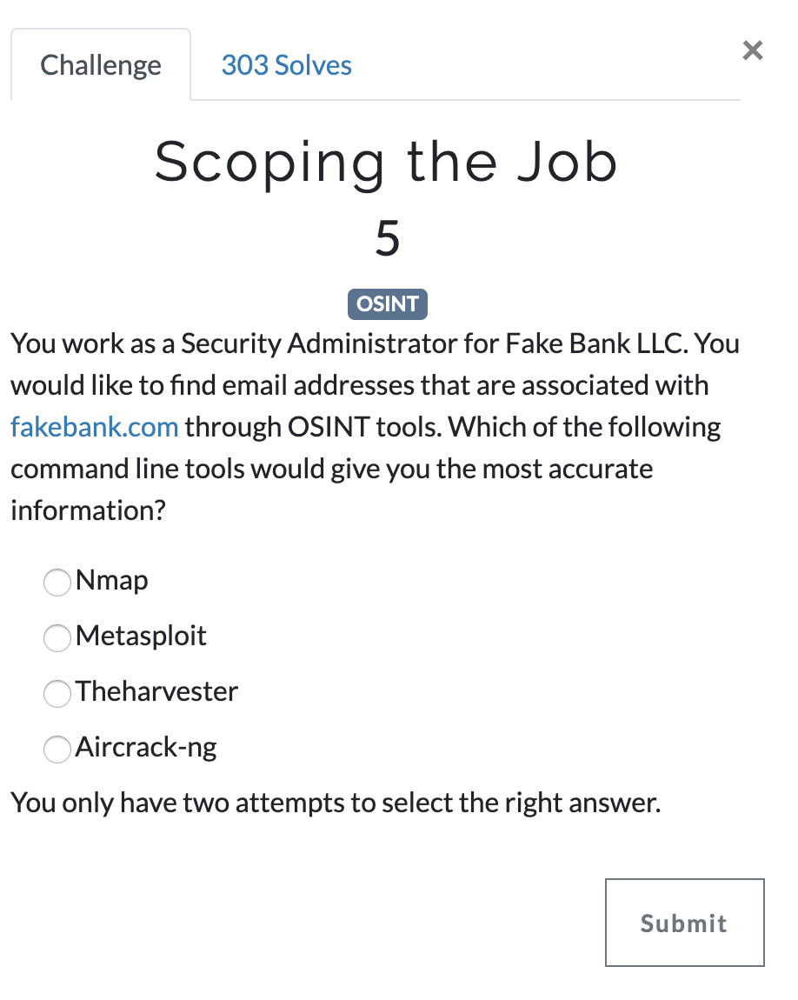 Challenge
303 Solves
×
Scoping the Job
5
OSINT
You work as a Security Administrator for Fake Bank LLC. You
would like to find email addresses that are associated with
fakebank.com through OSINT tools. Which of the following
command line tools would give you the most accurate
information?
Nmap
Metasploit
Theharvester
Aircrack-ng
You only have two attempts to select the right answer.
Submit